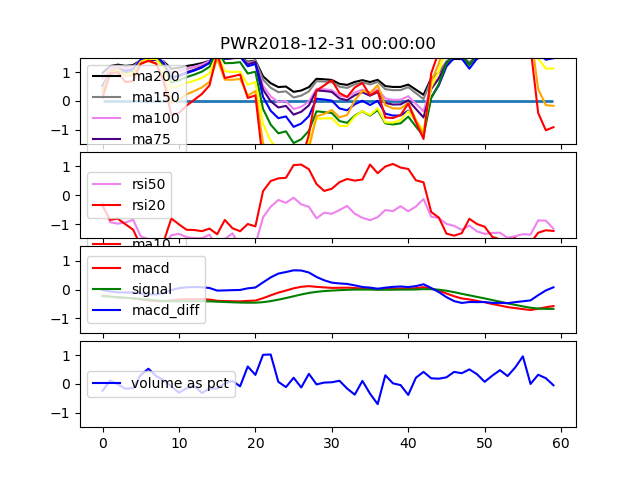 PWR2018-12-31 00:00:00
1
0
−1
ma200
ma150
ma100
ma75
1
0
−1
rsi50
rsi20
ma10
1
0
−1
macd
signal
macd_diff
1
0
−1
volume as pct
0 10 20 30 40 50 60